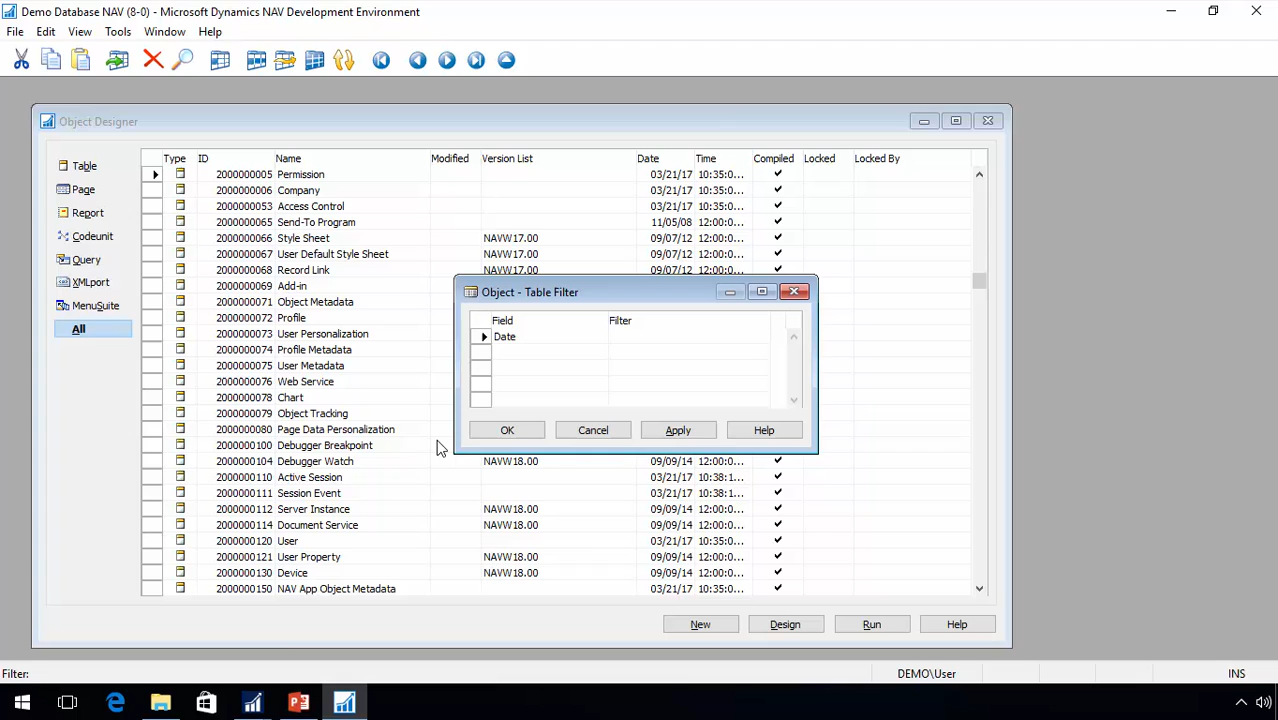 Demo Database NAV (8-0) - Microsoft Dynamics NAV Development Environment
File Edit View Tools Window Help
Object Designer
Table
Page
Report
Codeunit
Query
XMLport
MenuSuite
All
Type ID Name Modified Version List Date Time Compiled Locked Locked By
2000000005 Permission 03/21/17 10:35:0...
2000000006 Company 03/21/17 10:35:0...
2000000053 Access Control 03/21/17 10:35:0...
2000000065 Send-To Program 11/05/08 12:00:0...
2000000066 Style Sheet NAVW17.00 09/07/12 12:00:0...
2000000067 User Default Style Sheet NAVW17.00 09/07/12 12:00:0...
2000000068 Record Link NAVW17.00 09/07/12 12:00:0...
2000000069 Add-in
2000000071 Object Metadata
2000000072 Profile
2000000073 User Personalization
2000000074 Profile Metadata
2000000075 User Metadata
2000000076 Web Service
2000000078 Chart
2000000079 Object Tracking
2000000080 Page Data Personalization
2000000100 Debugger Breakpoint
2000000104 Debugger Watch NAVW18.00 09/09/14 12:00:0...
2000000110 Active Session 03/21/17 10:38:1...
2000000111 Session Event 03/21/17 10:38:1...
2000000112 Server Instance NAVW18.00 09/09/14 12:00:0...
2000000114 Document Service NAVW18.00 09/09/14 12:00:0...
2000000120 User 03/21/17 10:35:0...
2000000121 User Property NAVW18.00 09/09/14 12:00:0...
2000000130 Device NAVW18.00 09/09/14 12:00:0...
2000000150 NAV App Object Metadata 03/21/17 10:35:0...
Object - Table Filter
Field Filter
Date
OK Cancel Apply Help
New Design Run Help
Filter: DEMO\User INS